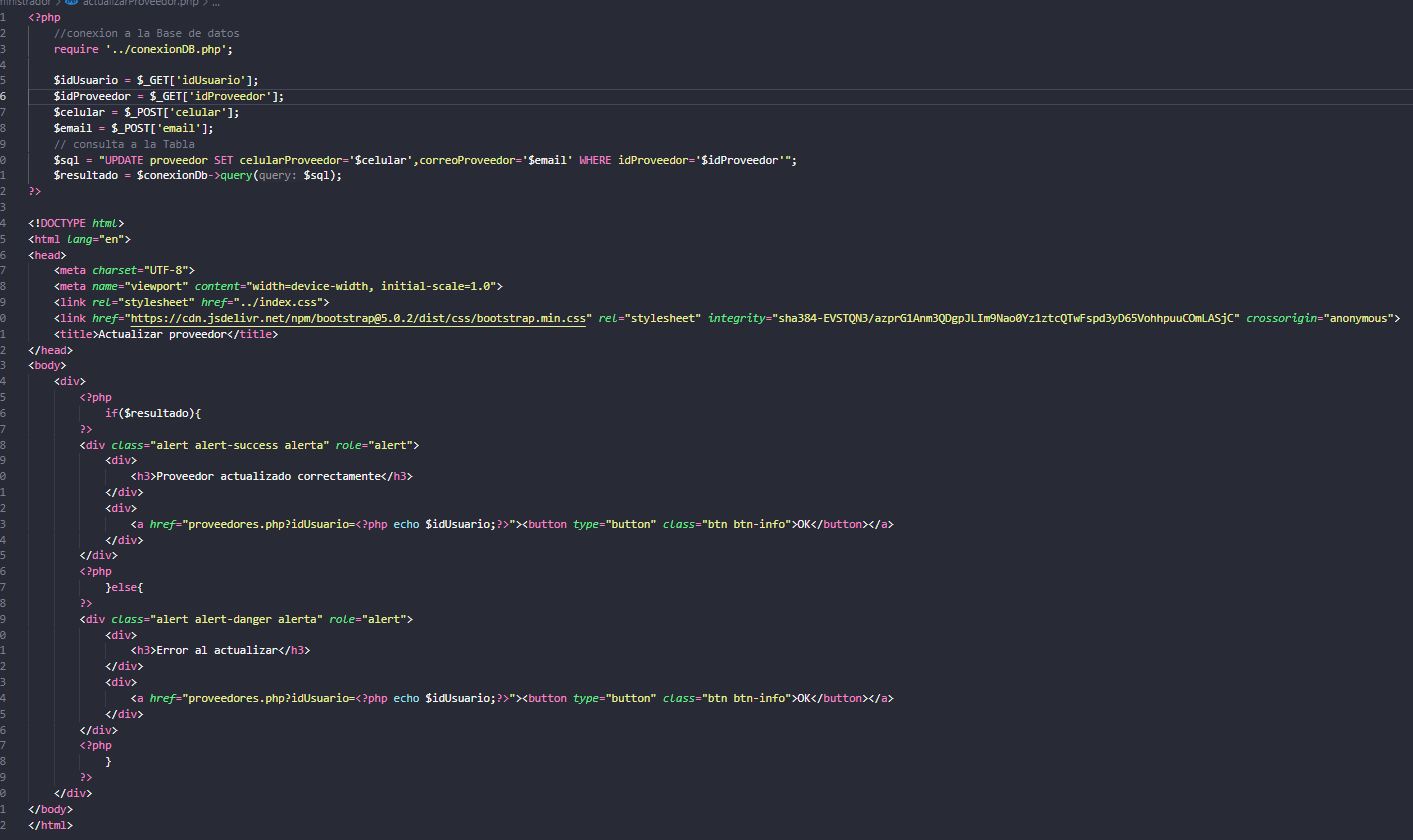 ministrador > actualizarProveedor.php > ...
1 <?php
2 //conexion a la Base de datos
3 require '../conexionDB.php';
4
5 $idUsuario = $_GET['idUsuario'];
6 $idProveedor = $_GET['idProveedor'];
7 $celular = $_POST['celular'];
8 $email = $_POST['email'];
9 // consulta a la Tabla
0 $sql = "UPDATE proveedor SET celularProveedor='$celular',correoProveedor='$email' WHERE idProveedor='$idProveedor'";
1 $resultado = $conexionDb->query(query: $sql);
2 ?>
3
4 <!DOCTYPE html>
5 <html lang="en">
6 <head>
7 <meta charset="UTF-8">
8 <meta name="viewport" content="width=device-width, initial-scale=1.0">
9 <link rel="stylesheet" href="../index.css">
0 <link href="https://cdn.jsdelivr.net/npm/bootstrap@5.0.2/dist/css/bootstrap.min.css" rel="stylesheet" integrity="sha384-EVSTQN3/azprG1Anm3QDgpJLIm9Nao0Yz1ztcQTwFspd3yD65VohhpuuCOmLASjC" crossorigin="anonymous">
1 <title>Actualizar proveedor</title>
2 </head>
3 <body>
4 <div>
5 <?php
6 if($resultado){
7 ?>
8 <div class="alert alert-success alerta" role="alert">
9 <div>
0 <h3>Proveedor actualizado correctamente</h3>
1 </div>
2 <div>
3 <a href="proveedores.php?idUsuario=<?php echo $idUsuario;?>"><button type="button" class="btn btn-info">OK</button></a>
4 </div>
5 </div>
6 <?php
7 }else{
8 ?>
9 <div class="alert alert-danger alerta" role="alert">
0 <div>
1 <h3>Error al actualizar</h3>
2 </div>
3 <div>
4 <a href="proveedores.php?idUsuario=<?php echo $idUsuario;?>"><button type="button" class="btn btn-info">OK</button></a>
5 </div>
6 </div>
7 <?php
8 }
9 ?>
0 </div>
1 </body>
2 </html>